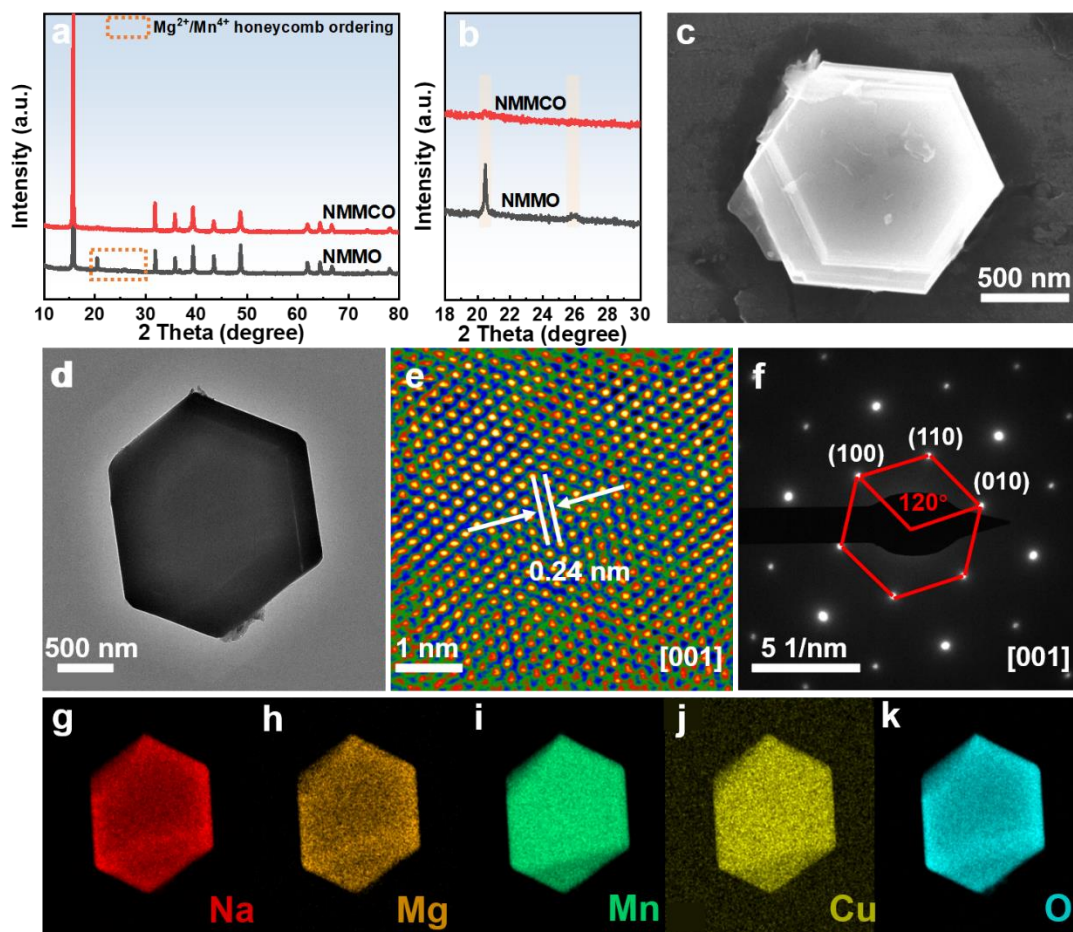 a
Mg²⁺/Mn⁴⁺ honeycomb ordering
NMMCO
NMMO
Intensity (a.u.)
10 20 30 40 50 60 70 80
2 Theta (degree)
b
NMMCO
NMMO
Intensity (a.u.)
18 20 22 24 26 28 30
2 Theta (degree)
c
500 nm
d
500 nm
e
0.24 nm
1 nm
[001]
f
(100)
(110)
(010)
120°
5 1/nm
[001]
g
Na
h
Mg
i
Mn
j
Cu
k
O